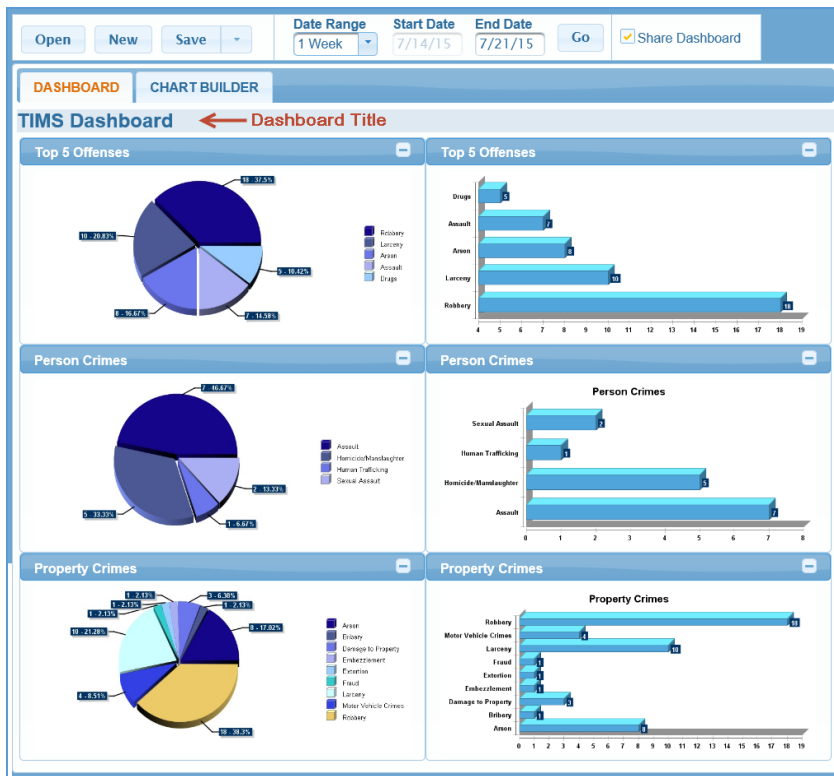 Open New Save
Date Range Start Date End Date
1 Week 7/14/15 7/21/15 Go
Share Dashboard
DASHBOARD CHART BUILDER
TIMS Dashboard Dashboard Title
Top 5 Offenses
18 - 37.5%
10 - 20.83%
5 - 10.42%
8 - 16.67%
7 - 14.58%
Robbery
Larceny
Arson
Assault
Drugs
Top 5 Offenses
Drugs 5
Assault 7
Arson 8
Larceny 10
Robbery 18
4 5 6 7 8 9 10 11 12 13 14 15 16 17 18 19
Person Crimes
7 - 46.67%
2 - 13.33%
5 - 33.33%
1 - 6.67%
Assault
Homicide/Manslaughter
Human Trafficking
Sexual Assault
Person Crimes
Person Crimes
Sexual Assault 2
Human Trafficking 1
Homicide/Manslaughter 5
Assault 7
0 1 2 3 4 5 6 7 8
Property Crimes
1 - 2.13%
3 - 6.38%
1 - 2.13%
1 - 2.13%
1 - 2.13%
8 - 17.02%
10 - 21.28%
4 - 8.51%
18 - 38.3%
Arson
Bribary
Damage to Property
Embezzlement
Extortion
Fraud
Larceny
Motor Vehicle Crimes
Robbery
Property Crimes
Property Crimes
Robbery 18
Motor Vehicle Crimes 4
Larceny 10
Fraud 1
Extortion 1
Embezzlement 1
Damage to Property 3
Bribery 1
Arson 8
0 1 2 3 4 5 6 7 8 9 10 11 12 13 14 15 16 17 18 19